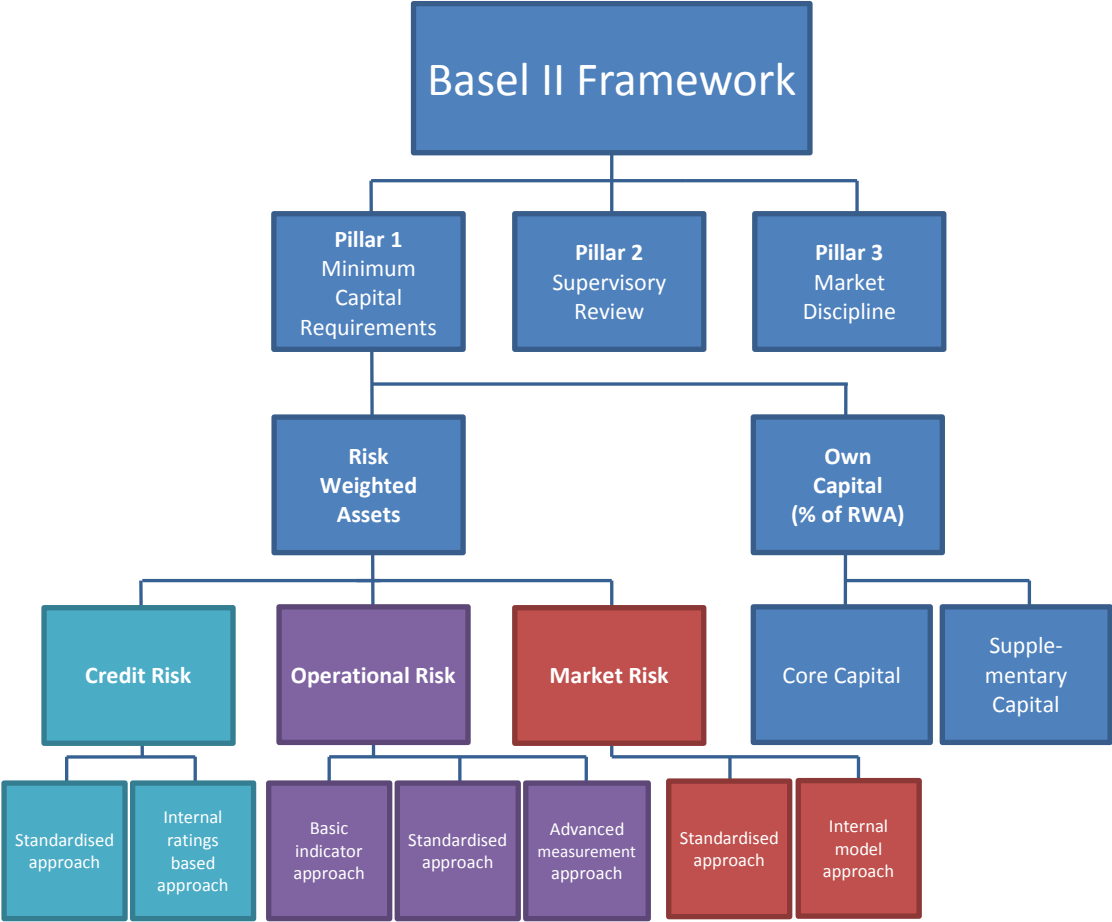 Basel II Framework
Pillar 1
Minimum
Capital
Requirements
Pillar 2
Supervisory
Review
Pillar 3
Market
Discipline
Risk
Weighted
Assets
Own
Capital
(% of RWA)
Credit Risk
Operational Risk
Market Risk
Core Capital
Supple-
mentary
Capital
Standardised
approach
Internal
ratings
based
approach
Basic
indicator
approach
Standardised
approach
Advanced
measurement
approach
Standardised
approach
Internal
model
approach